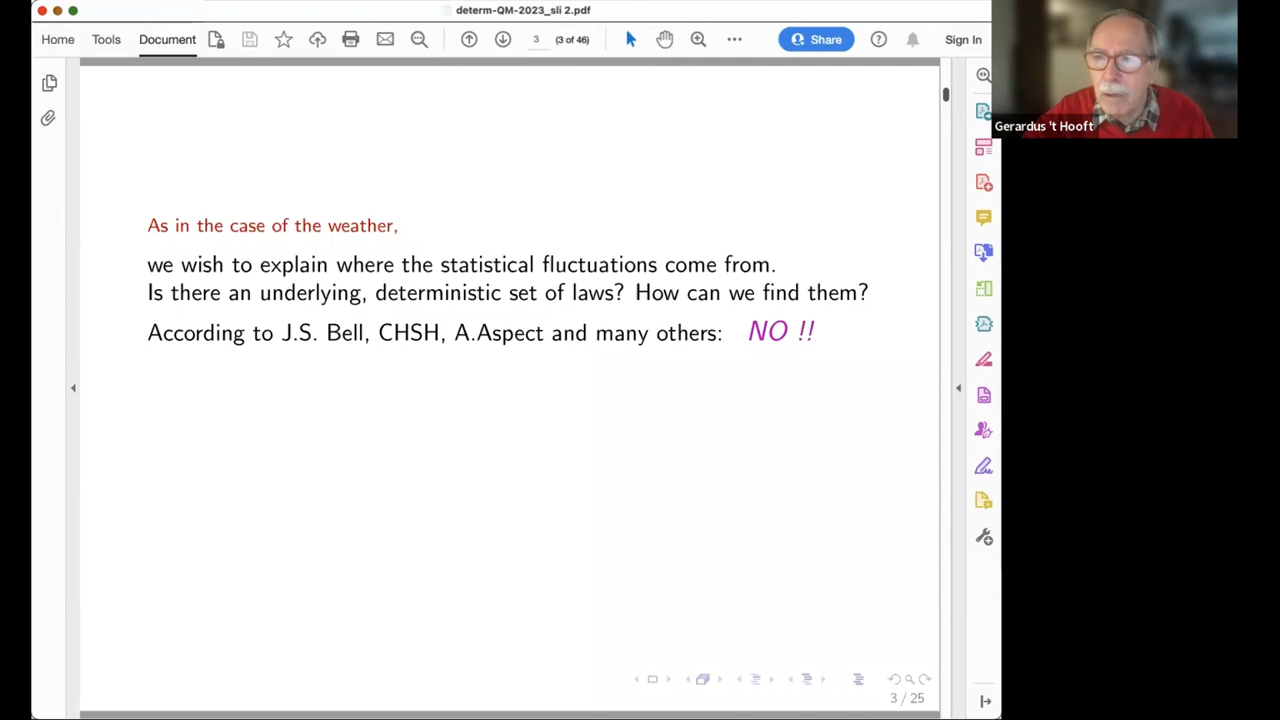 determ-QM-2023_sli 2.pdf
Home Tools Document 3 (3 of 46) Share Sign In
Gerardus 't Hooft
As in the case of the weather,
we wish to explain where the statistical fluctuations come from.
Is there an underlying, deterministic set of laws? How can we find them?
According to J.S. Bell, CHSH, A.Aspect and many others: NO !!
3 / 25